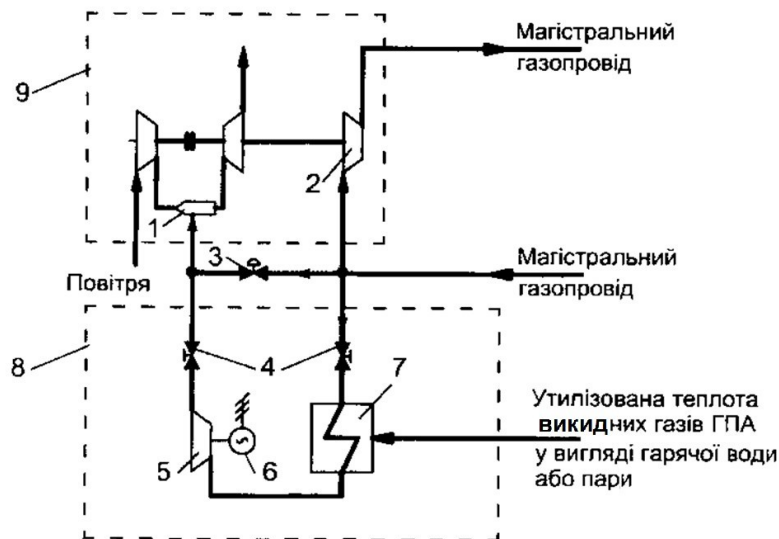 Магістральний
газопровід
9
2
1
3
Повітря
Магістральний
газопровід
8
4
7
Утилізована теплота
викидних газів ГПА
у вигляді гарячої води
або пари
5
6